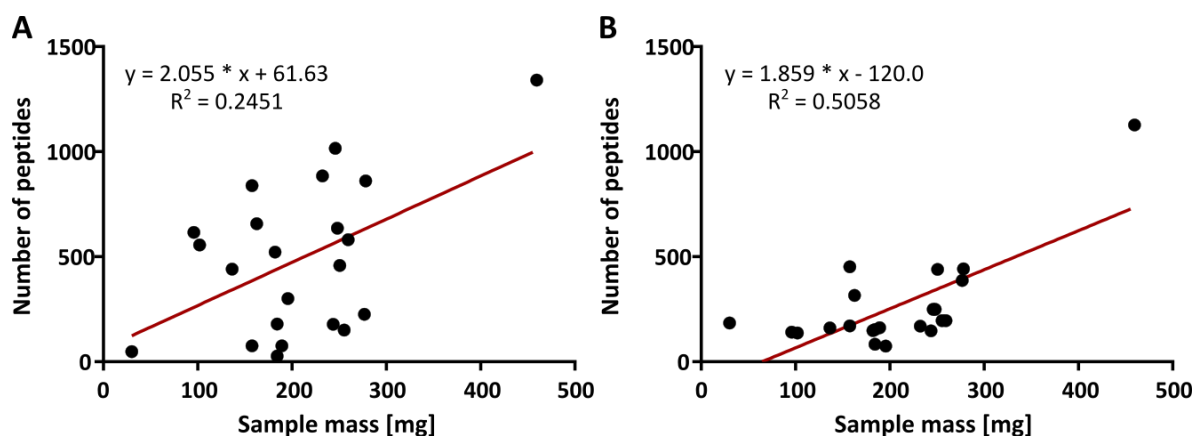 A
y = 2.055 * x + 61.63
R² = 0.2451
Number of peptides
1500
1000
500
0
0 100 200 300 400 500
Sample mass [mg]
B
y = 1.859 * x - 120.0
R² = 0.5058
Number of peptides
1500
1000
500
0
0 100 200 300 400 500
Sample mass [mg]